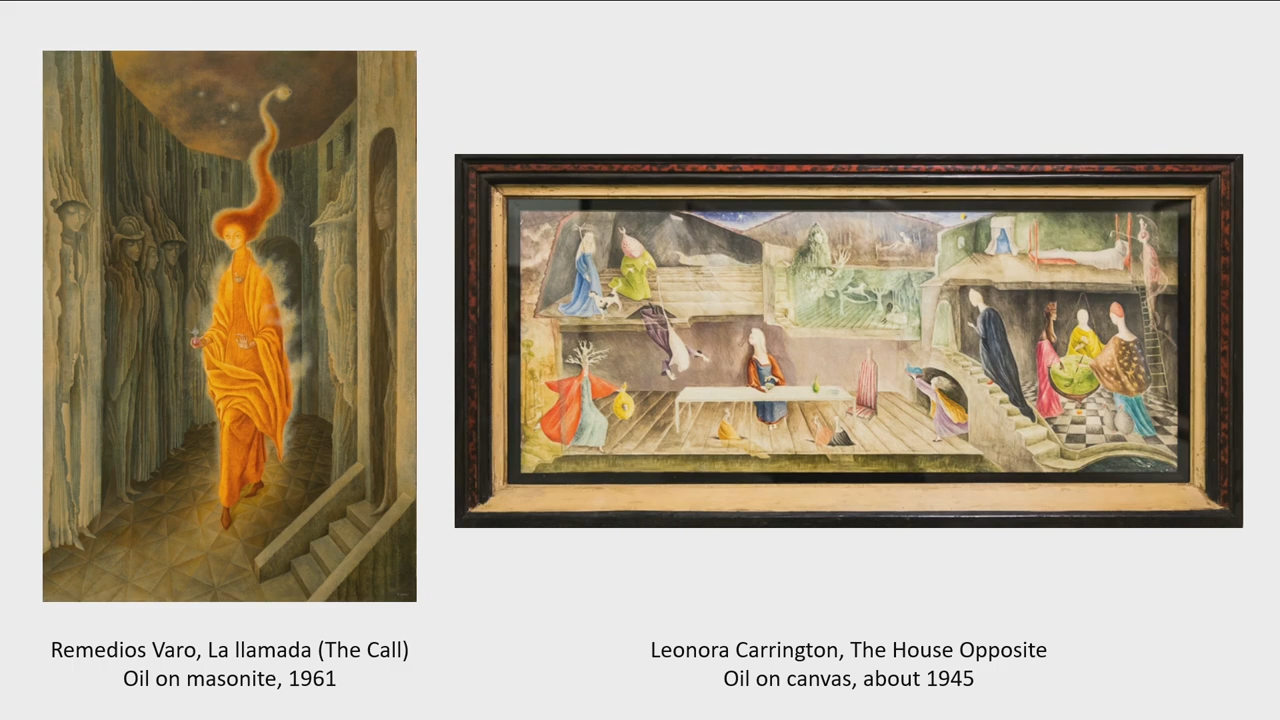 Remedios Varo, La llamada (The Call)
Oil on masonite, 1961
Leonora Carrington, The House Opposite
Oil on canvas, about 1945